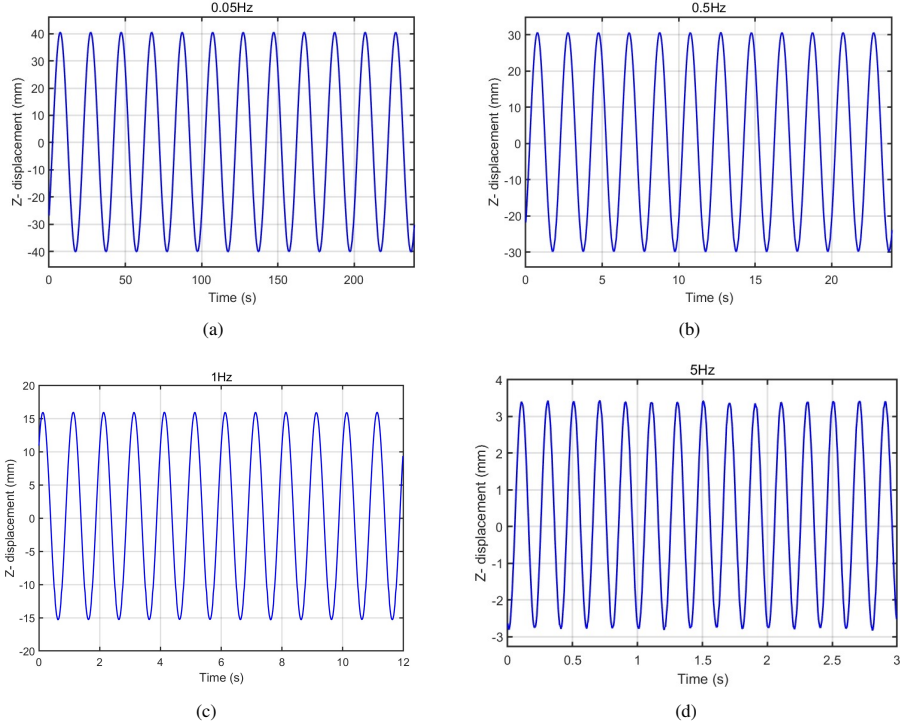 0.05Hz
40
30
20
10
0
-10
-20
-30
-40
Z- displacement (mm)
0 50 100 150 200
Time (s)
(a)
0.5Hz
30
20
10
0
-10
-20
-30
Z- displacement (mm)
0 5 10 15 20
Time (s)
(b)
1Hz
20
15
10
5
0
-5
-10
-15
-20
Z- displacement (mm)
0 2 4 6 8 10 12
Time (s)
(c)
5Hz
4
3
2
1
0
-1
-2
-3
Z- displacement (mm)
0 0.5 1 1.5 2 2.5 3
Time (s)
(d)